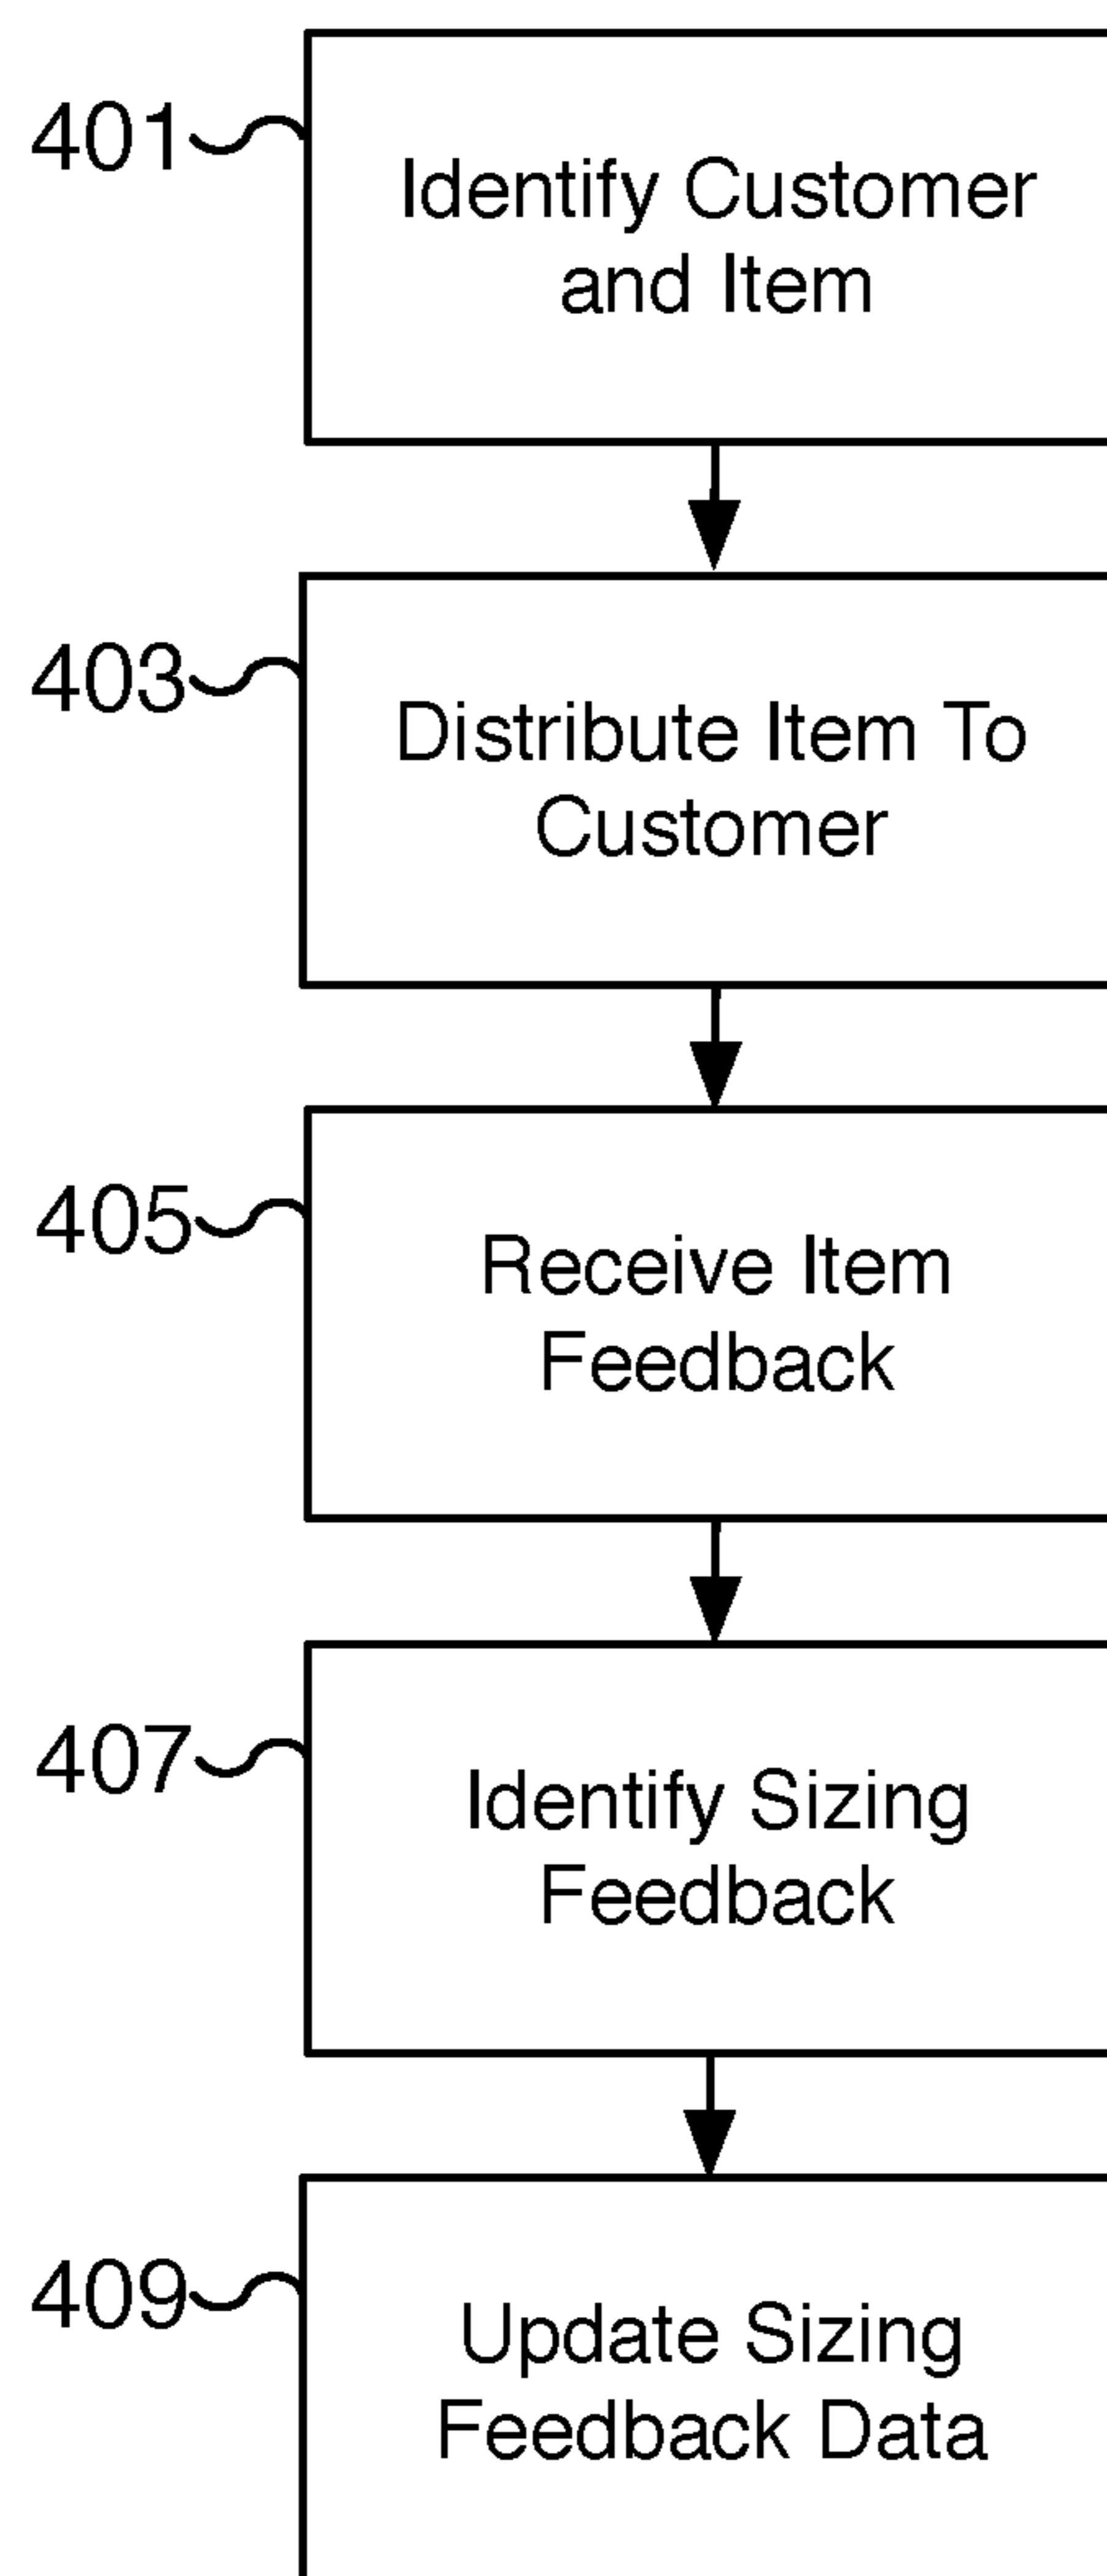 401
Identify Customer
and Item
403
Distribute Item To
Customer
405
Receive Item
Feedback
407
Identify Sizing
Feedback
409
Update Sizing
Feedback Data